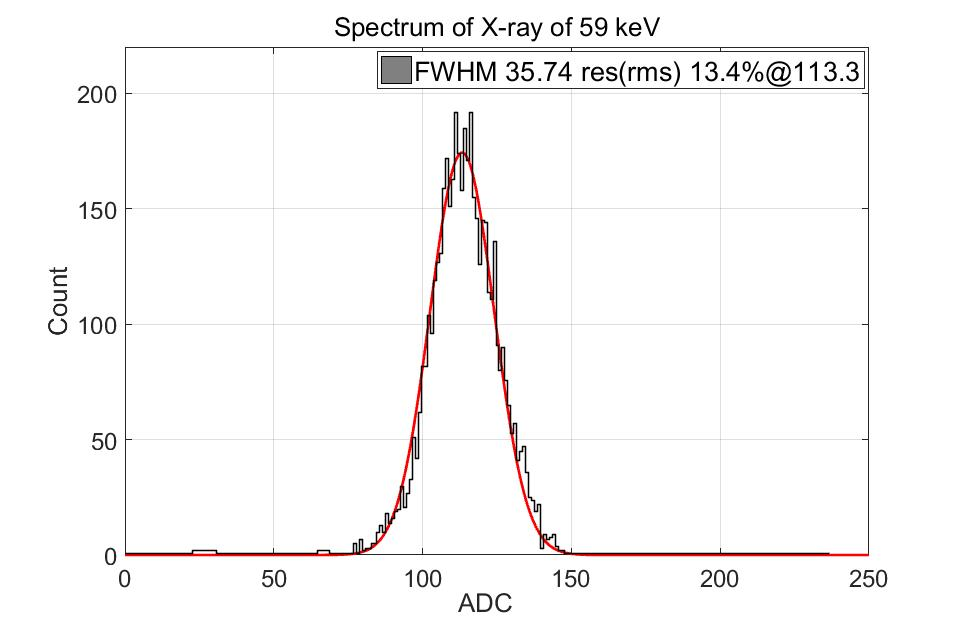 Spectrum of X-ray of 59 keV
FWHM 35.74 res(rms) 13.4%@113.3
200
150
100
50
0
Count
0 50 100 150 200 250
ADC